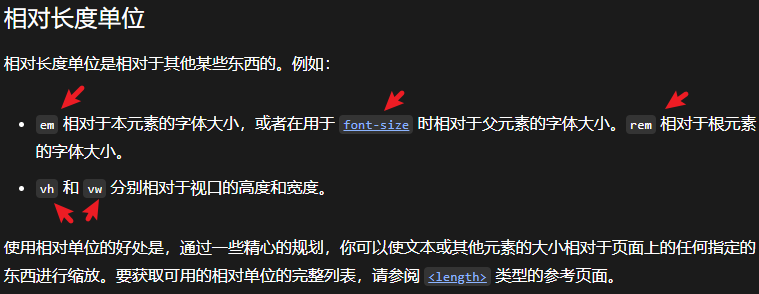 相对长度单位
相对长度单位是相对于其他某些东西的。例如：
em 相对于本元素的字体大小，或者在用于 font-size 时相对于父元素的字体大小。rem 相对于根元素
的字体大小。
vh 和 vw 分别相对于视口的高度和宽度。
使用相对单位的好处是，通过一些精心的规划，你可以使文本或其他元素的大小相对于页面上的任何指定的
东西进行缩放。要获取可用的相对单位的完整列表，请参阅 <length> 类型的参考页面。